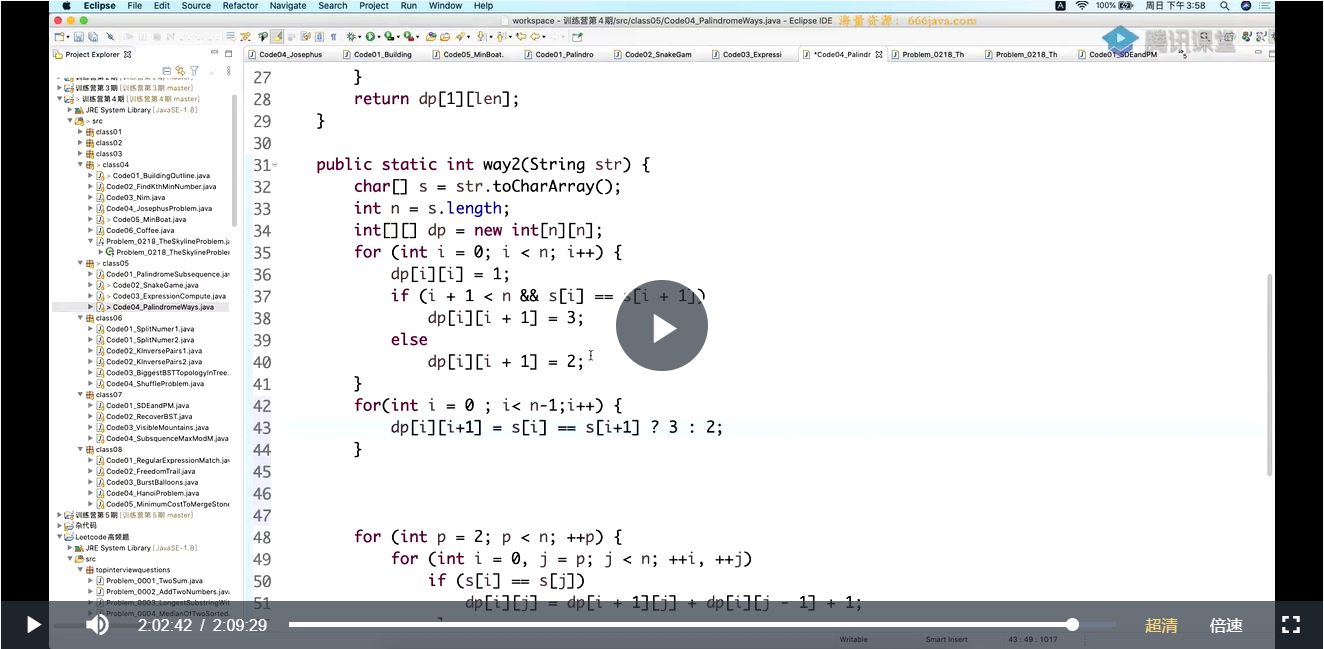 Eclipse File Edit Source Refactor Navigate Search Project Run Window Help 100% 周日下午3:58
workspace - 训练营第4期/src/class05/Code04_PalindromeWays.java - Eclipse IDE 海量资源：666java.com
腾讯课堂
Project Explorer
Code04_Josephus Code01_Building Code05_MinBoat. Code01_Palindro Code02_SnakeGam Code03_Expressi *Code04_Palindr Problem_0218_Th Problem_0218_Th Code01_SDEandPM 5
训练营第3期 [训练营第3期 master]
> 训练营第4期 [训练营第4期 master]
JRE System Library [JavaSE-1.8]
> src
class01
class02
class03
> class04
> Code01_BuildingOutline.java
Code02_FindKthMinNumber.java
Code03_Nim.java
Code04_JosephusProblem.java
> Code05_MinBoat.java
Code06_Coffee.java
Problem_0218_TheSkylineProblem.ja
Problem_0218_TheSkylineProbler
> class05
Code01_PalindromeSubsequence.jav
> Code02_SnakeGame.java
> Code03_ExpressionCompute.java
> Code04_PalindromeWays.java
class06
Code01_SplitNumer1.java
Code01_SplitNumer2.java
Code02_KInversePairs1.java
Code02_KInversePairs2.java
Code03_BiggestBSTTopologyInTree.
Code04_ShuffleProblem.java
class07
Code01_SDEandPM.java
Code02_RecoverBST.java
Code03_VisibleMountains.java
Code04_SubsquenceMaxModM.java
class08
Code01_RegularExpressionMatch.jav
Code02_FreedomTrail.java
Code03_BurstBalloons.java
Code04_HanoiProblem.java
Code05_MinimumCostToMergeStone
训练营第5期 [训练营第5期 master]
杂代码
Leetcode高频题
JRE System Library [JavaSE-1.8]
src
topinterviewquestions
Problem_0001_TwoSum.java
Problem_0002_AddTwoNumbers.java
Problem_0003_LongestSubstringWit
Problem_0004_MedianOfTwoSorted.
27 }
28 return dp[1][len];
29 }
30
31 public static int way2(String str) {
32 char[] s = str.toCharArray();
33 int n = s.length;
34 int[][] dp = new int[n][n];
35 for (int i = 0; i < n; i++) {
36 dp[i][i] = 1;
37 if (i + 1 < n && s[i] == s[i + 1])
38 dp[i][i + 1] = 3;
39 else
40 dp[i][i + 1] = 2;
41 }
42 for(int i = 0 ; i< n-1;i++) {
43 dp[i][i+1] = s[i] == s[i+1] ? 3 : 2;
44 }
45
46
47
48 for (int p = 2; p < n; ++p) {
49 for (int i = 0, j = p; j < n; ++i, ++j)
50 if (s[i] == s[j])
51 dp[i][j] = dp[i + 1][j] + dp[i][j - 1] + 1;
2:02:42 / 2:09:29 超清 倍速
Writable Smart Insert 43 : 49 : 1017